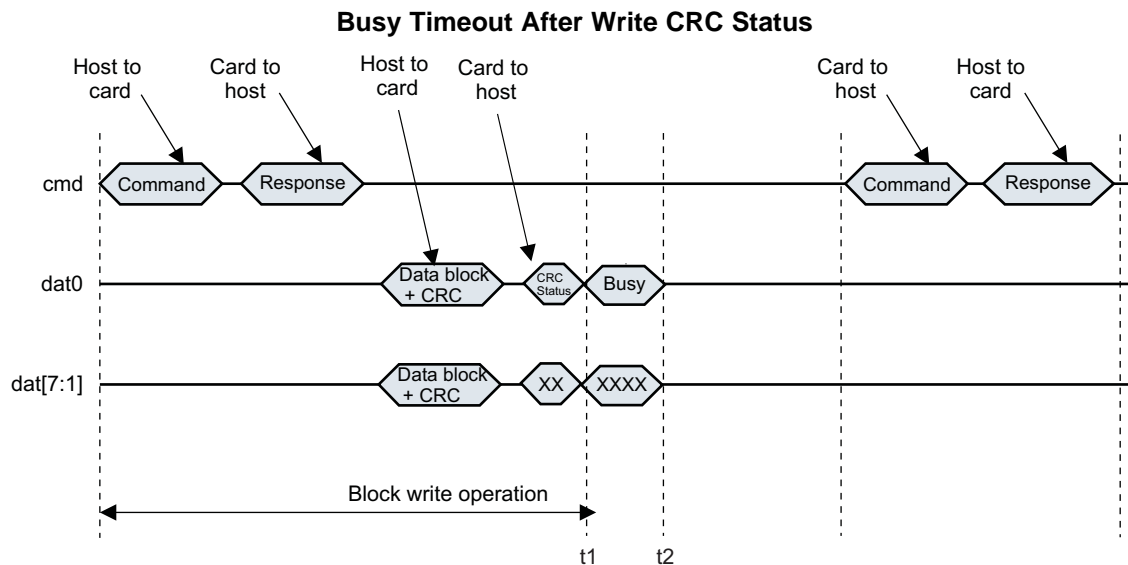 Busy Timeout After Write CRC Status
Host to
card
Card to
host
Host to
card
Card to
host
Card to
host
Host to
card
cmd
Command
Response
Command
Response
dat0
Data block
+ CRC
CRC
Status
Busy
dat[7:1]
Data block
+ CRC
XX
XXXX
Block write operation
t1
t2